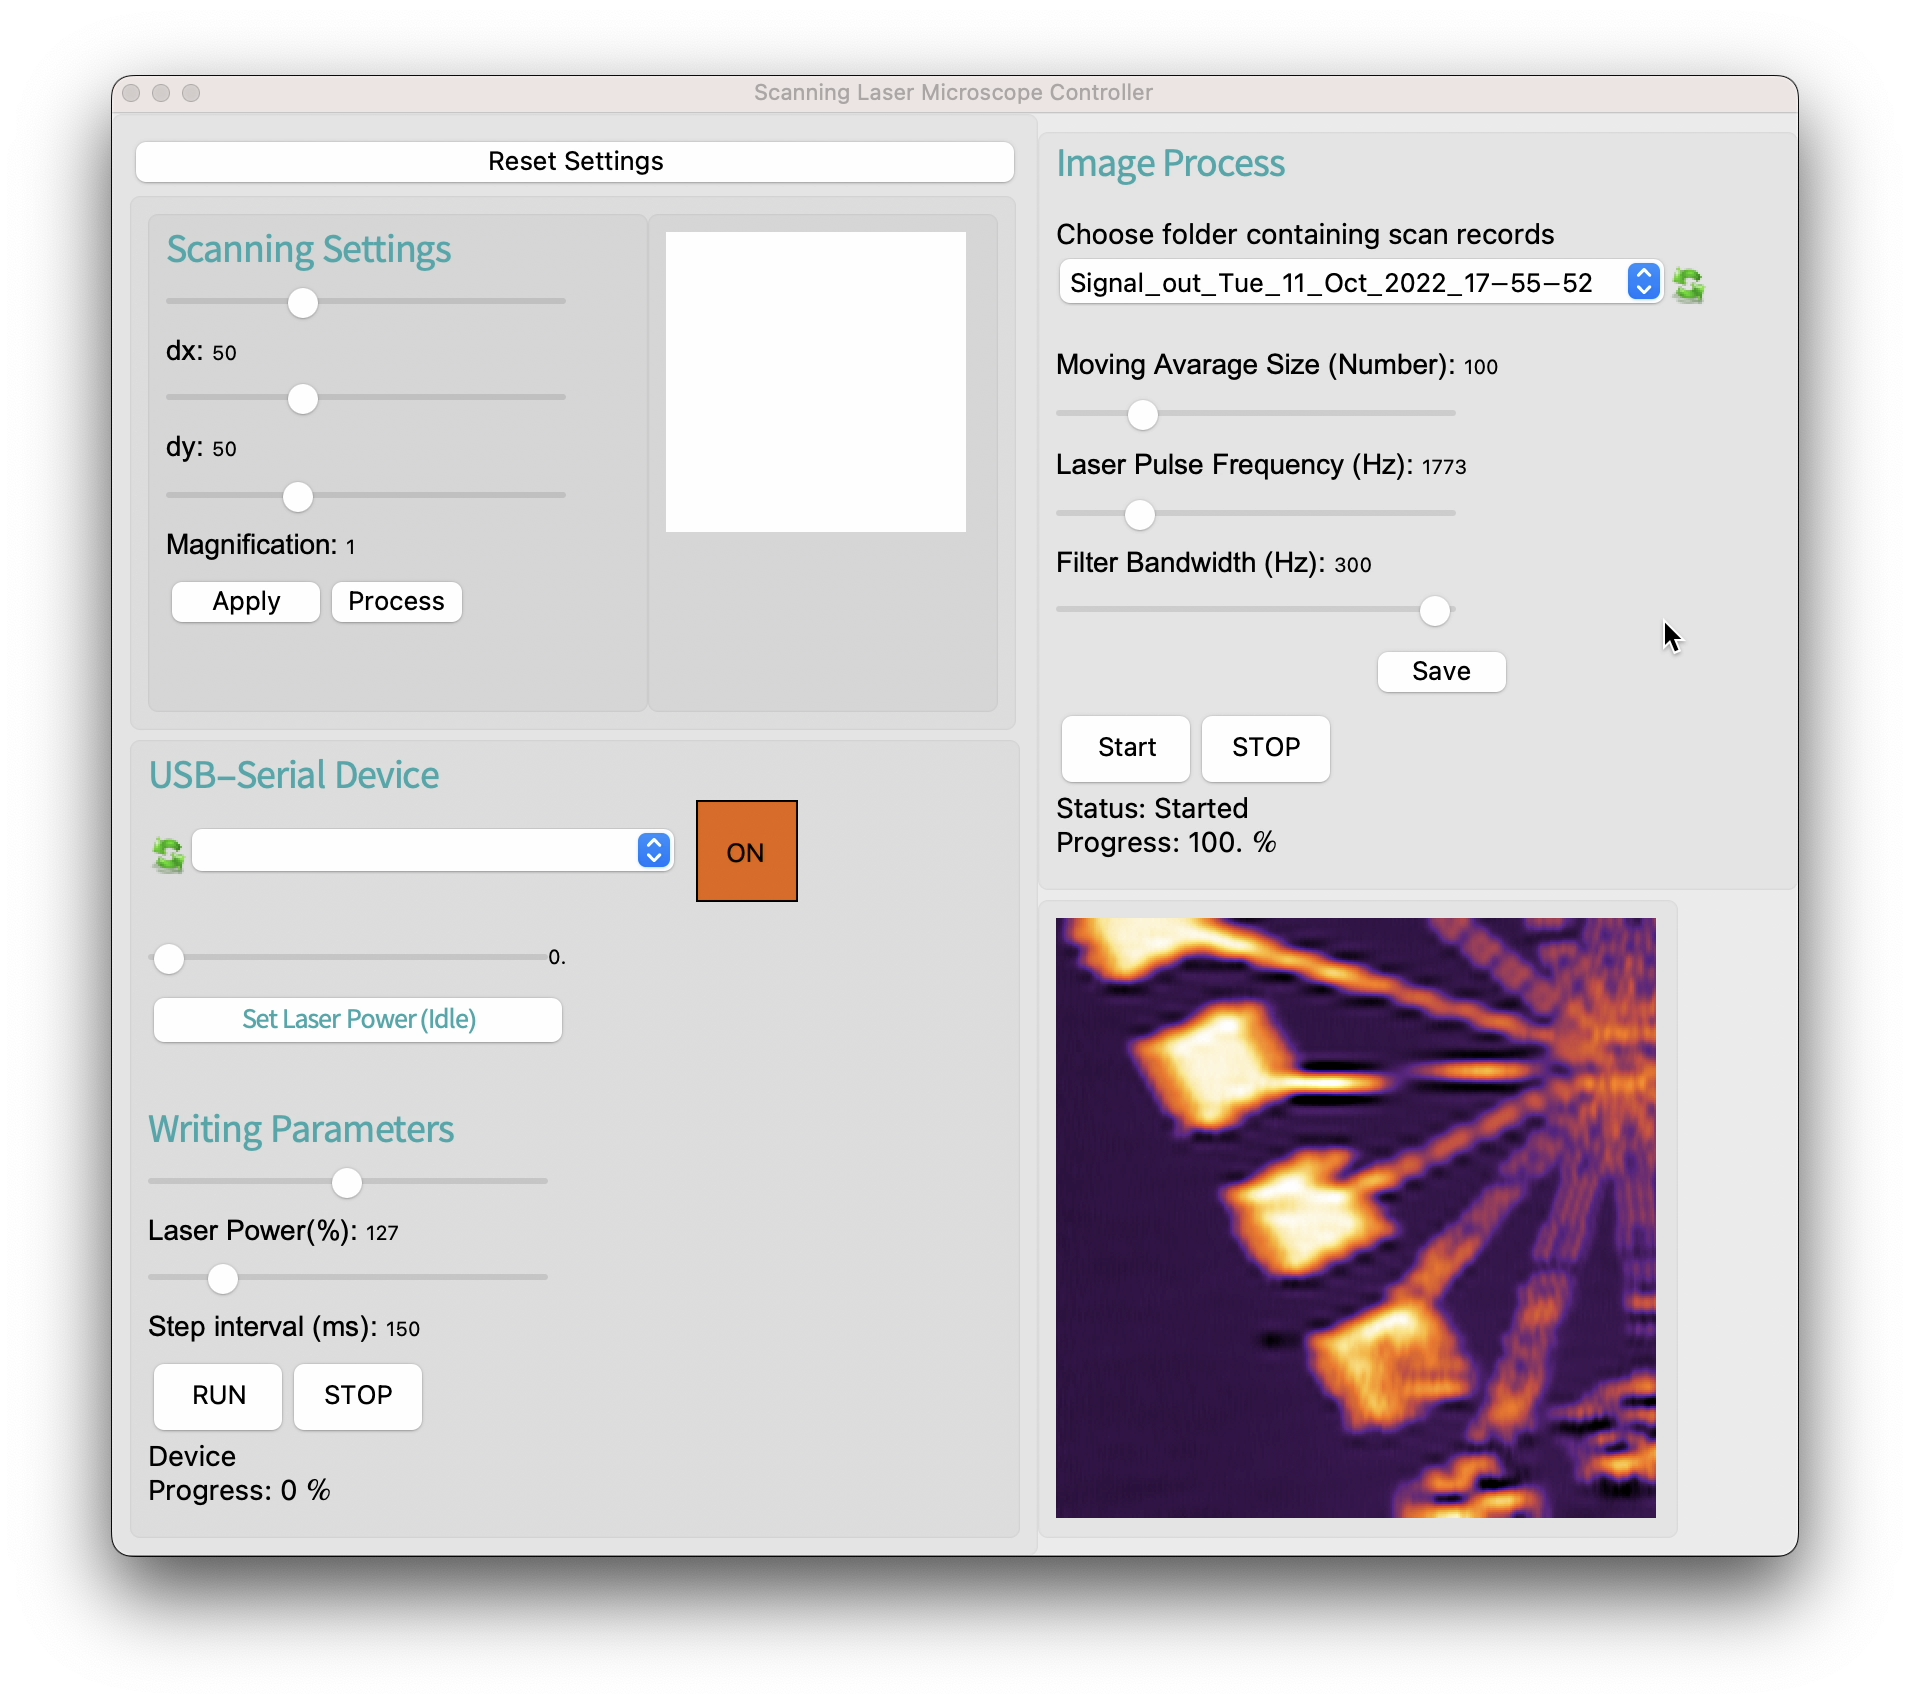 Scanning Laser Microscope Controller
Reset Settings
Scanning Settings
dx: 50
dy: 50
Magnification: 1
Apply
Process
USB-Serial Device
ON
0.
Set Laser Power (Idle)
Writing Parameters
Laser Power(%): 127
Step interval (ms): 150
RUN
STOP
Device
Progress: 0 %
Image Process
Choose folder containing scan records
Signal_out_Tue_11_Oct_2022_17-55-52
Moving Avarage Size (Number): 100
Laser Pulse Frequency (Hz): 1773
Filter Bandwidth (Hz): 300
Save
Start
STOP
Status: Started
Progress: 100. %